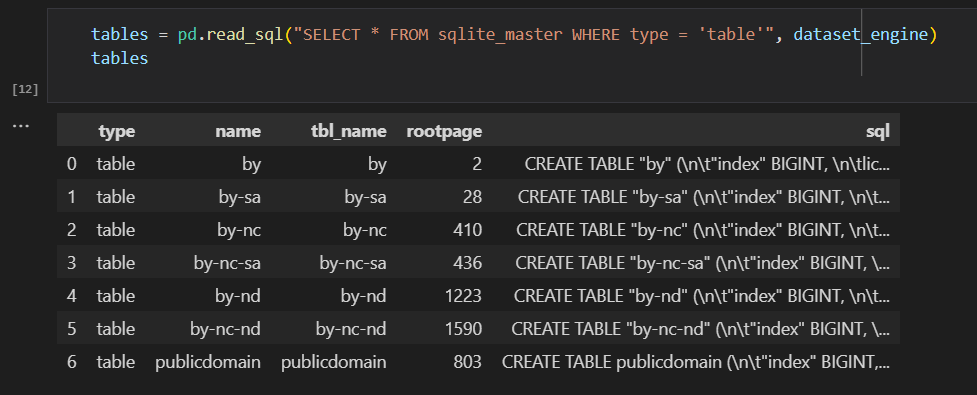 tables = pd.read_sql("SELECT * FROM sqlite_master WHERE type = 'table'", dataset_engine)
tables
[12]
...
type name tbl_name rootpage sql
0 table by by 2 CREATE TABLE "by" (\n\t"index" BIGINT, \n\tlic...
1 table by-sa by-sa 28 CREATE TABLE "by-sa" (\n\t"index" BIGINT, \n\t...
2 table by-nc by-nc 410 CREATE TABLE "by-nc" (\n\t"index" BIGINT, \n\t...
3 table by-nc-sa by-nc-sa 436 CREATE TABLE "by-nc-sa" (\n\t"index" BIGINT, \...
4 table by-nd by-nd 1223 CREATE TABLE "by-nd" (\n\t"index" BIGINT, \n\t...
5 table by-nc-nd by-nc-nd 1590 CREATE TABLE "by-nc-nd" (\n\t"index" BIGINT, \...
6 table publicdomain publicdomain 803 CREATE TABLE publicdomain (\n\t"index" BIGINT,...